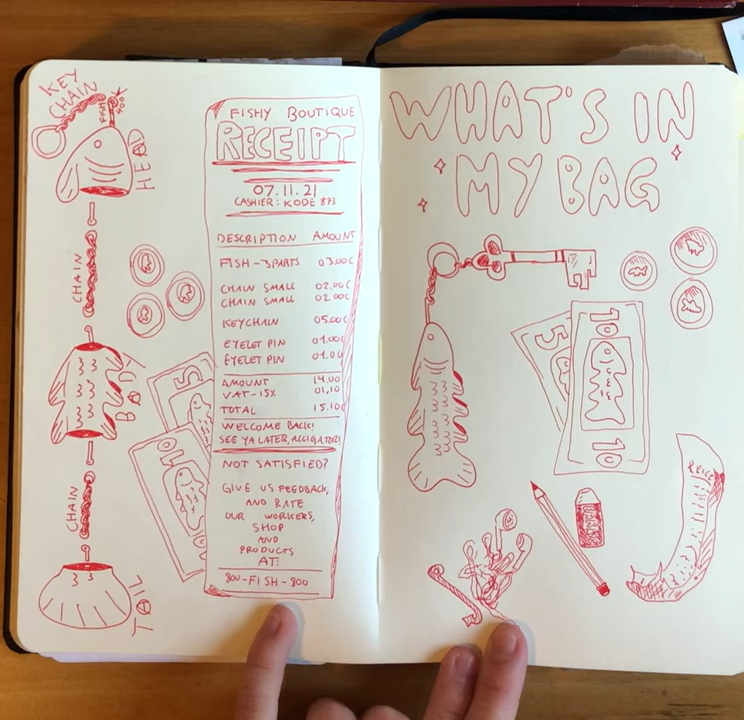 KEY
CHAIN
HEAD
CHAIN
BODY
CHAIN
TAIL
5
10
FISHY BOUTIQUE
RECEIPT
07.11.21
CASHIER: KODE 873
DESCRIPTION AMOUNT
FISH-3PARTS 03.00€
CHAIN SMALL 02.00€
CHAIN SMALL 02.00€
KEYCHAIN 05.00€
EYELET PIN 01.00€
EYELET PIN 01.0
AMOUNT 14.00
VAT-15% 01,10
TOTAL 15.10€
WELCOME BACK!
SEE YA LATER, ALLIGATOR!
NOT SATISFIED?
GIVE US FEEDBACK,
AND RATE
OUR WORKERS,
SHOP
AND
PRODUCTS
AT:
800-FISH-800
WHAT'S IN
MY BAG
5
10
10